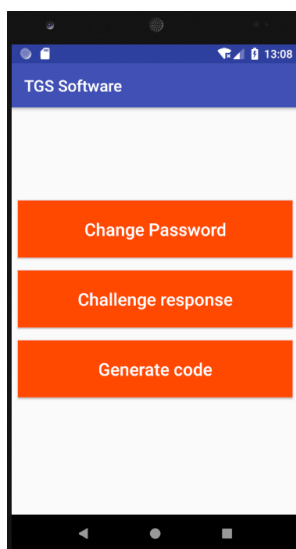 13:08
TGS Software
Change Password
Challenge response
Generate code